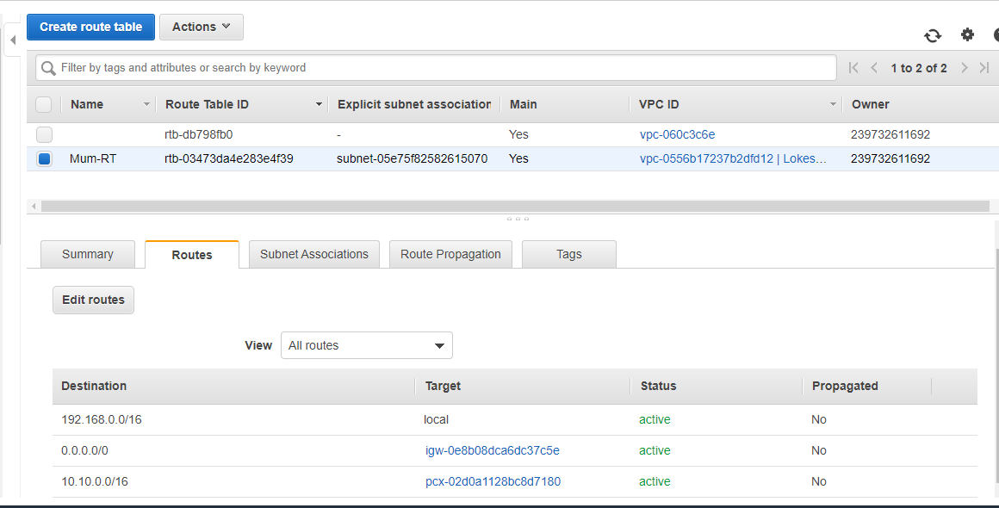 Create route table Actions
Filter by tags and attributes or search by keyword 1 to 2 of 2
Name Route Table ID Explicit subnet association Main VPC ID Owner
rtb-db798fb0 - Yes vpc-060c3c6e 239732611692
Mum-RT rtb-03473da4e283e4f39 subnet-05e75f82582615070 Yes vpc-0556b17237b2dfd12 | Lokes... 239732611692
Summary Routes Subnet Associations Route Propagation Tags
Edit routes
View All routes
Destination Target Status Propagated
192.168.0.0/16 local active No
0.0.0.0/0 igw-0e8b08dca6dc37c5e active No
10.10.0.0/16 pcx-02d0a1128bc8d7180 active No